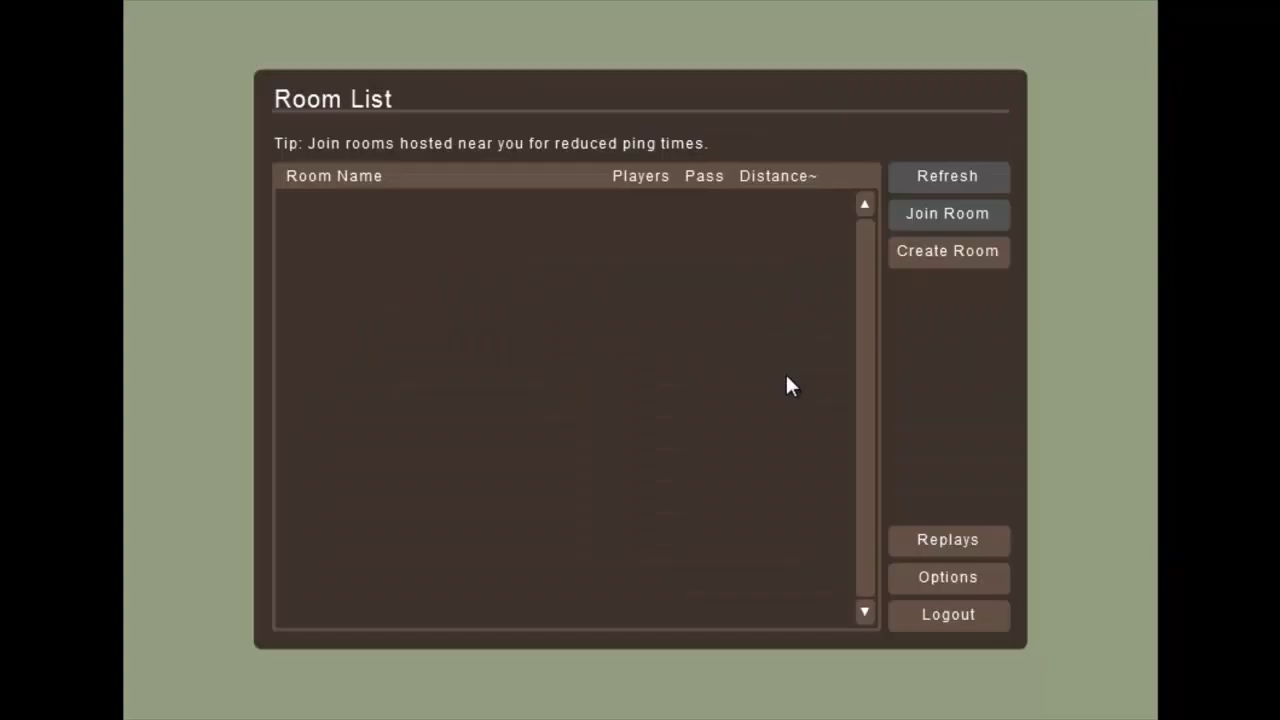 Room List
Tip: Join rooms hosted near you for reduced ping times.
Room Name Players Pass Distance~
Refresh
Join Room
Create Room
Replays
Options
Logout